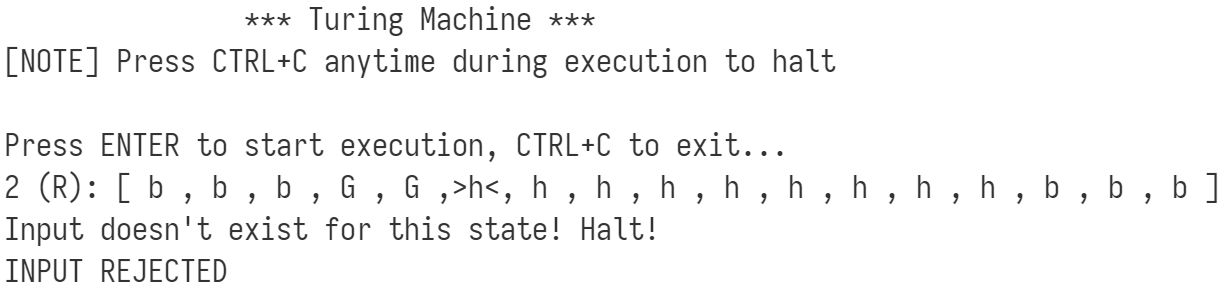 *** Turing Machine ***
[NOTE] Press CTRL+C anytime during execution to halt
Press ENTER to start execution, CTRL+C to exit...
2 (R): [ b , b , b , G , G ,>h<, h , h , h , h , h , h , h , h , b , b , b ]
Input doesn't exist for this state! Halt!
INPUT REJECTED